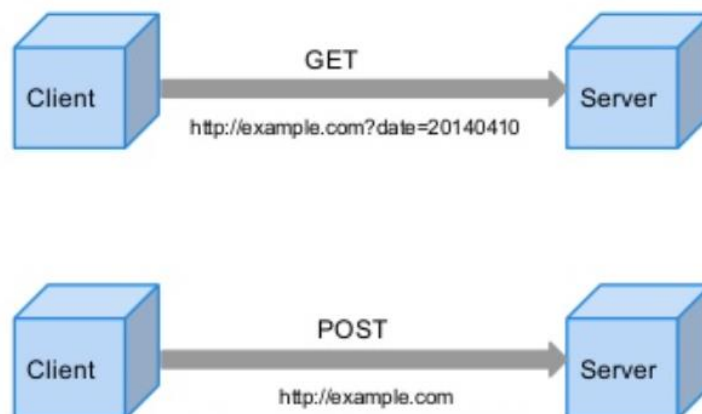 GET
Client
Server
http://example.com?date=20140410
POST
Client
Server
http://example.com